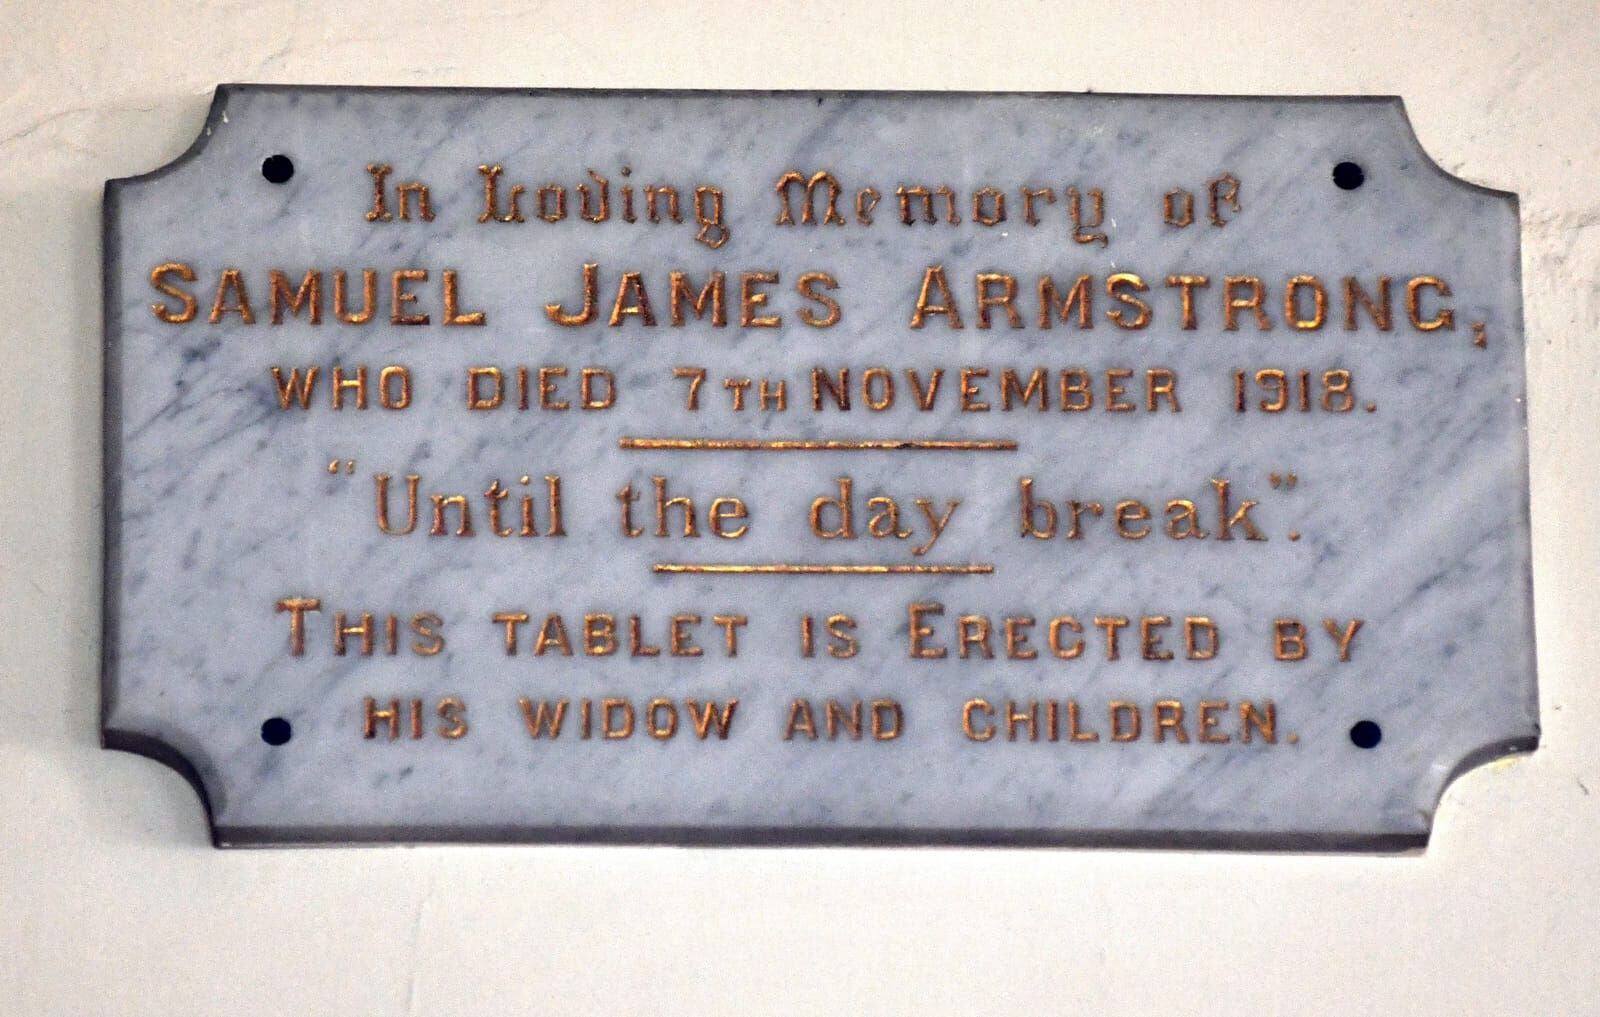 In Loving Memory of
SAMUEL JAMES ARMSTRONG,
WHO DIED 7TH NOVEMBER 1918.
"Until the day break".
THIS TABLET IS ERECTED BY
HIS WIDOW AND CHILDREN.